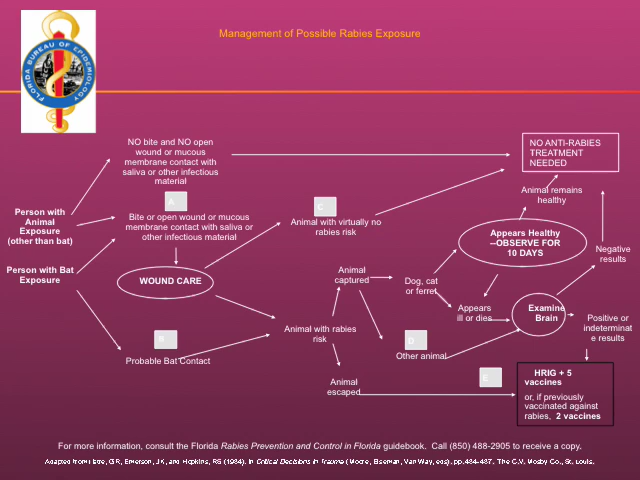 Management of Possible Rabies Exposure
FLORIDA BUREAU OF EPIDEMIOLOGY
NO bite and NO open
wound or mucous
membrane contact with
saliva or other infectious
material
NO ANTI-RABIES
TREATMENT
NEEDED
Animal remains
healthy
A
C
Person with
Animal
Exposure
(other than bat)
Bite or open wound or mucous
membrane contact with saliva or
other infectious material
Animal with virtually no
rabies risk
Appears Healthy
--OBSERVE FOR
10 DAYS
Negative
results
Person with Bat
Exposure
WOUND CARE
Animal
captured
Dog, cat
or ferret
Appears
ill or dies
Examine
Brain
Positive or
indeterminat
e results
Animal with rabies
risk
B
Probable Bat Contact
D
Other animal
E
Animal
escaped
HRIG + 5
vaccines
or, if previously
vaccinated against
rabies, 2 vaccines
For more information, consult the Florida Rabies Prevention and Control in Florida guidebook. Call (850) 488-2905 to receive a copy.
Adapted from Histre, GR, Emerson, JK, and Hopkins, RS (1984). In Critical Decisions in Trauma (Moore, Eiseman, Van Way, eds). pp.484-487. The C.V. Mosby Co., St. Louis.